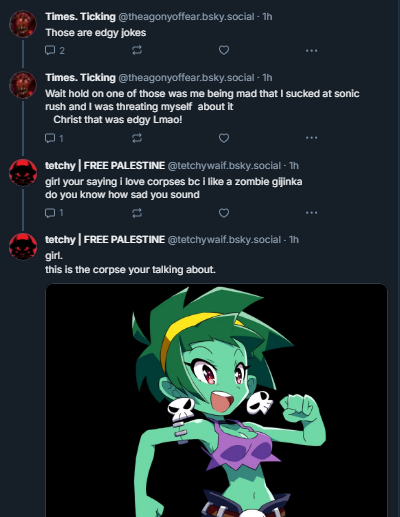 Times. Ticking @theagonyoffear.bsky.social · 1h
Those are edgy jokes
2
Times. Ticking @theagonyoffear.bsky.social · 1h
Wait hold on one of those was me being mad that I sucked at sonic
rush and I was threating myself about it
Christ that was edgy Lmao!
1
tetchy | FREE PALESTINE @tetchywaif.bsky.social · 1h
girl your saying i love corpses bc i like a zombie gijinka
do you know how sad you sound
1
tetchy | FREE PALESTINE @tetchywaif.bsky.social · 1h
girl.
this is the corpse your talking about.